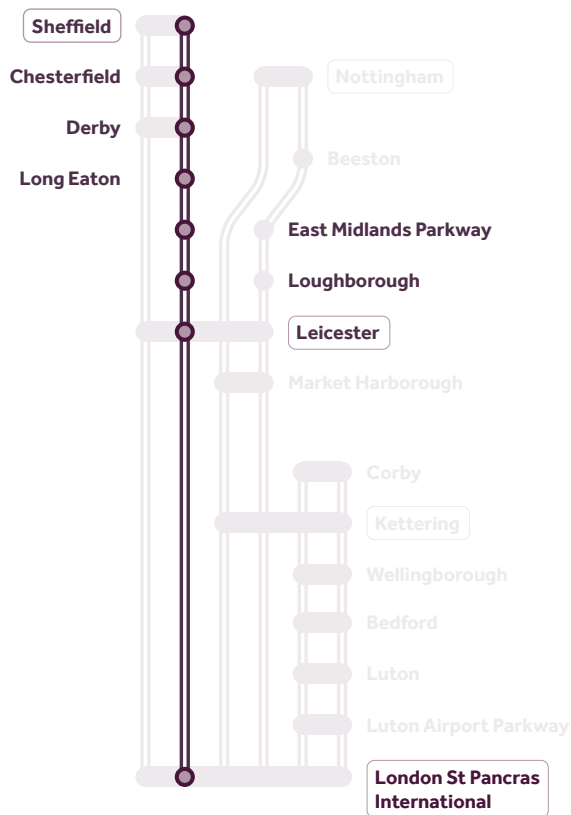 Sheffield
Chesterfield
Nottingham
Derby
Beeston
Long Eaton
East Midlands Parkway
Loughborough
Leicester
Market Harborough
Corby
Kettering
Wellingborough
Bedford
Luton
Luton Airport Parkway
London St Pancras
International